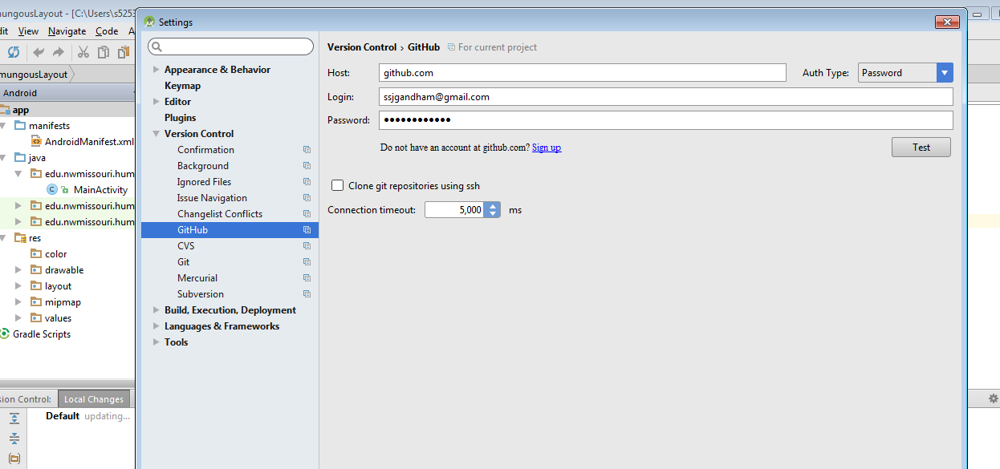 mungousLayout - [C:\Users\s5253
Settings
dit View Navigate Code A
mungousLayout
Android
app
manifests
AndroidManifest.xml
java
edu.nwmissouri.hum
MainActivity
edu.nwmissouri.hum
edu.nwmissouri.hum
res
color
drawable
layout
mipmap
values
Gradle Scripts
sion Control: Local Changes
Default updating...
Appearance & Behavior
Keymap
Editor
Plugins
Version Control
Confirmation
Background
Ignored Files
Issue Navigation
Changelist Conflicts
GitHub
CVS
Git
Mercurial
Subversion
Build, Execution, Deployment
Languages & Frameworks
Tools
Version Control › GitHub For current project
Host: github.com Auth Type: Password
Login: ssjgandham@gmail.com
Password: ●●●●●●●●●●●●
Do not have an account at github.com? Sign up
Test
Clone git repositories using ssh
Connection timeout: 5,000 ms